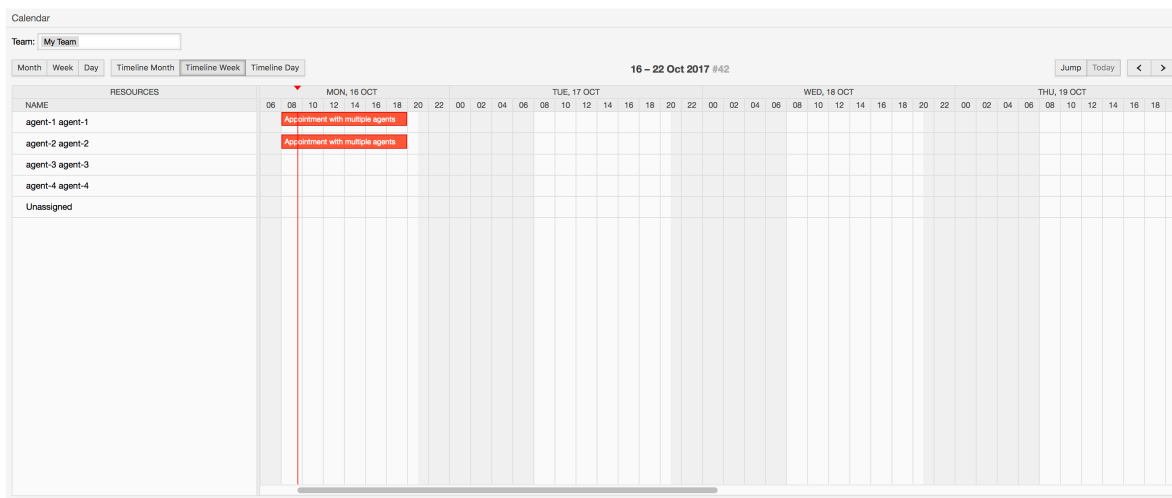 Calendar
Team: My Team
Month Week Day Timeline Month Timeline Week Timeline Day 16 – 22 Oct 2017 #42 Jump Today < >
RESOURCES MON, 16 OCT TUE, 17 OCT WED, 18 OCT THU, 19 OCT
NAME 06 08 10 12 14 16 18 20 22 00 02 04 06 08 10 12 14 16 18 20 22 00 02 04 06 08 10 12 14 16 18 20 22 00 02 04 06 08 10 12 14 16 18
agent-1 agent-1 Appointment with multiple agents
agent-2 agent-2 Appointment with multiple agents
agent-3 agent-3
agent-4 agent-4
Unassigned